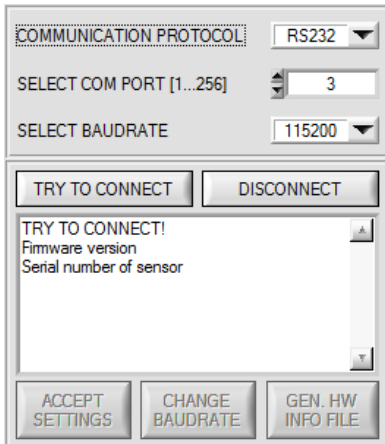 COMMUNICATION PROTOCOL RS232
SELECT COM PORT [1...256] 3
SELECT BAUDRATE 115200
TRY TO CONNECT DISCONNECT
TRY TO CONNECT!
Firmware version
Serial number of sensor
ACCEPT SETTINGS CHANGE BAUDRATE GEN. HW INFO FILE